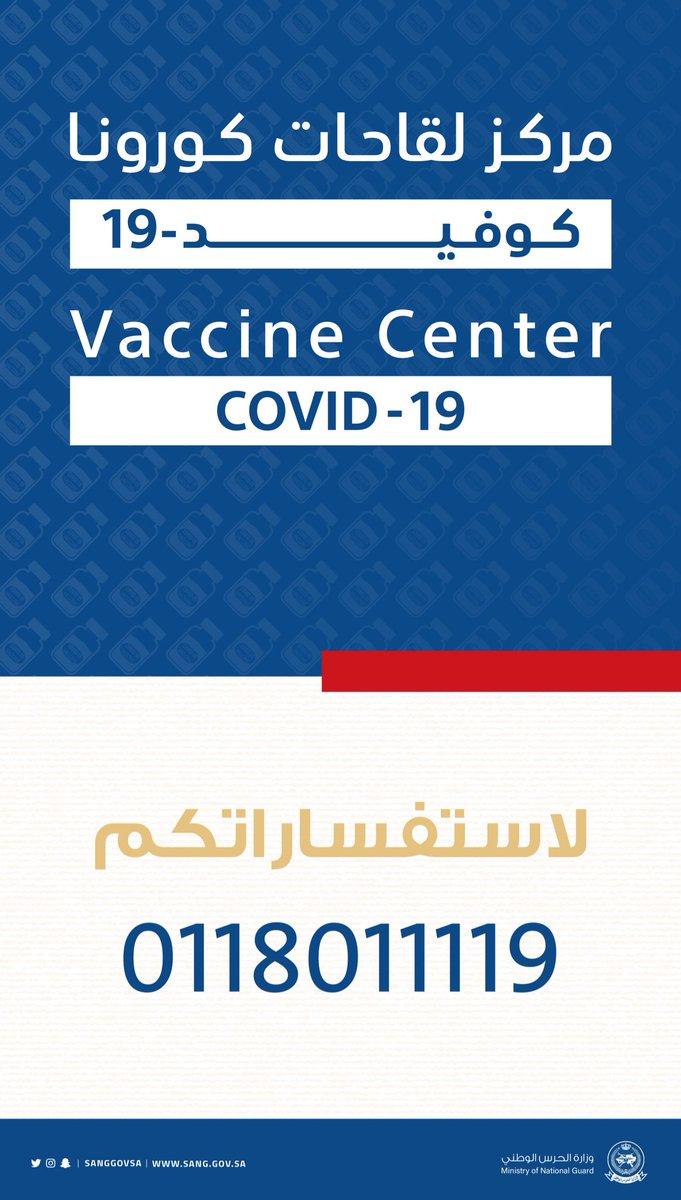 مركز لقاحات كورونا
كوفيد-19
Vaccine Center
COVID-19
لاستفساراتكم
0118011119
SANGGOVSA | WWW.SANG.GOV.SA
وزارة الحرس الوطني
Ministry of National Guard